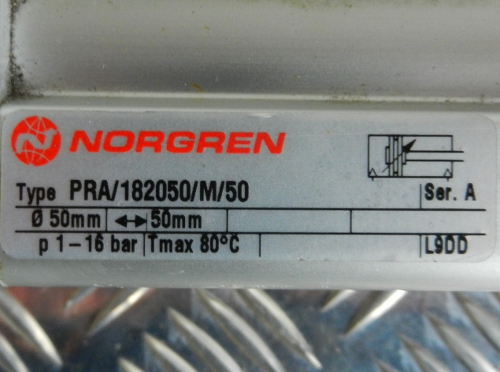 NORGREN
Type PRA/182050/M/50 Ser. A
Ø 50mm ↔ 50mm
p 1-16 bar Tmax 80°C L9DD